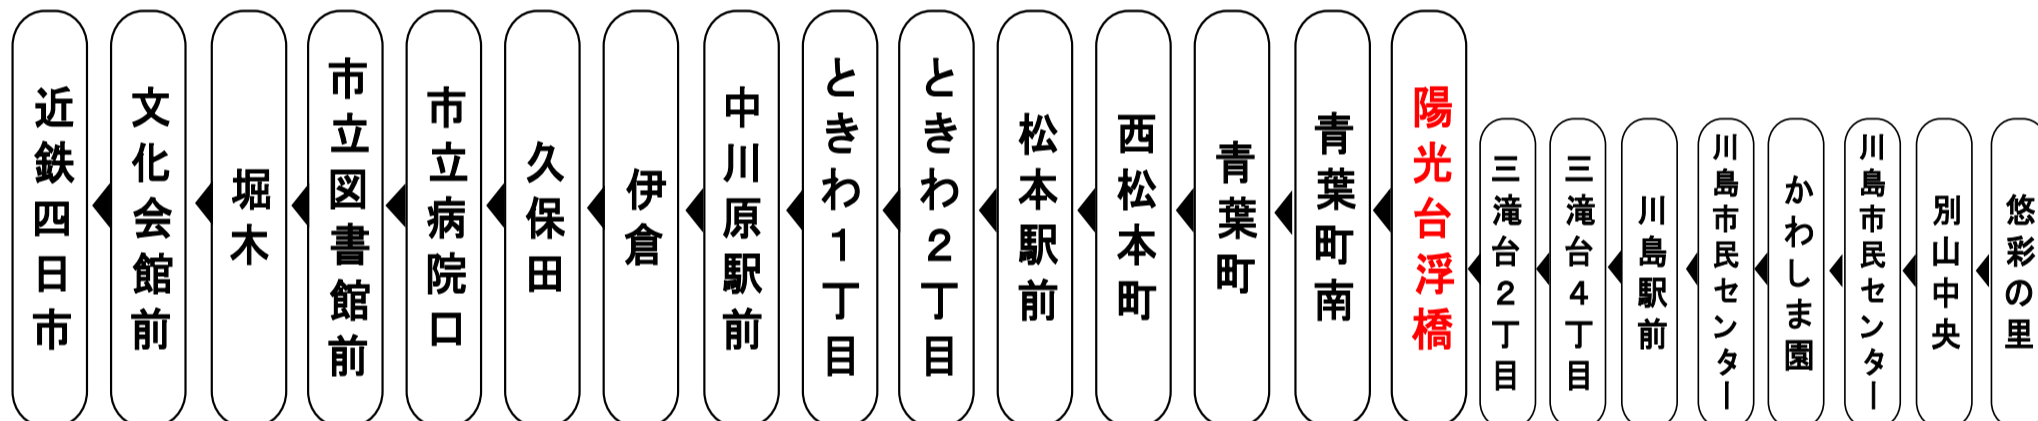 近鉄四日市
文化会館前
堀木
市立図書館前
市立病院口
久保田
伊倉
中川原駅前
ときわ1丁目
ときわ2丁目
松本駅前
西松本町
青葉町
青葉町南
陽光台浮橋
三滝台2丁目
三滝台4丁目
川島駅前
川島市民センター
かわしま園
川島市民センター
別山中央
悠彩の里